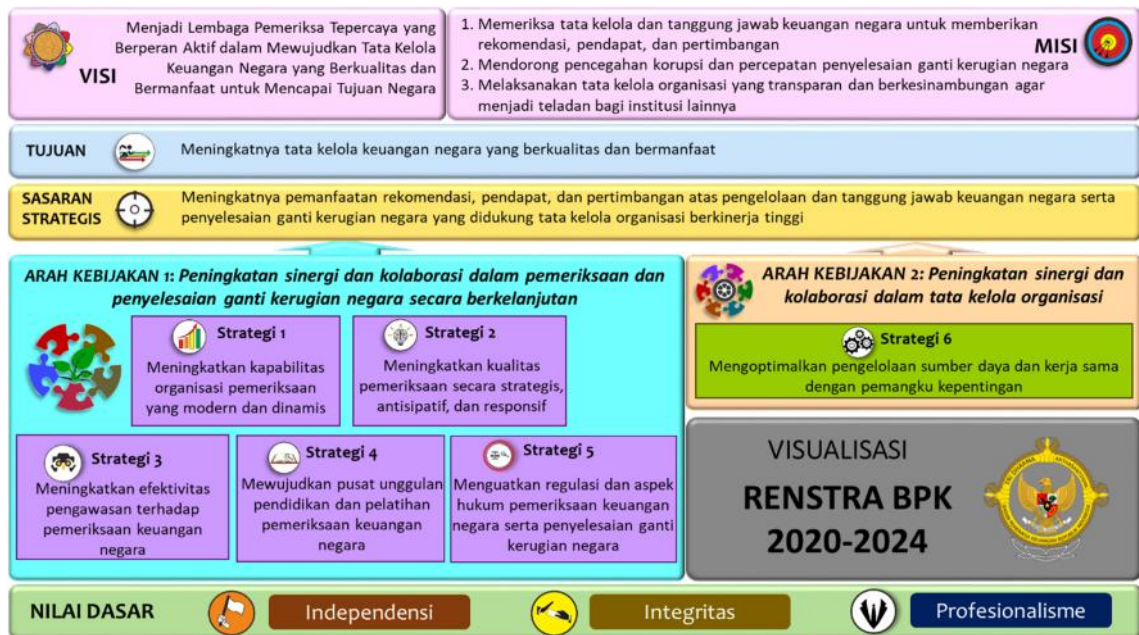 VISI
Menjadi Lembaga Pemeriksa Tepercaya yang
Berperan Aktif dalam Mewujudkan Tata Kelola
Keuangan Negara yang Berkualitas dan
Bermanfaat untuk Mencapai Tujuan Negara
MISI
1. Memeriksa tata kelola dan tanggung jawab keuangan negara untuk memberikan
rekomendasi, pendapat, dan pertimbangan
2. Mendorong pencegahan korupsi dan percepatan penyelesaian ganti kerugian negara
3. Melaksanakan tata kelola organisasi yang transparan dan berkesinambungan agar
menjadi teladan bagi institusi lainnya
TUJUAN
Meningkatnya tata kelola keuangan negara yang berkualitas dan bermanfaat
SASARAN
STRATEGIS
Meningkatnya pemanfaatan rekomendasi, pendapat, dan pertimbangan atas pengelolaan dan tanggung jawab keuangan negara serta
penyelesaian ganti kerugian negara yang didukung tata kelola organisasi berkinerja tinggi
ARAH KEBIJAKAN 1: Peningkatan sinergi dan kolaborasi dalam pemeriksaan dan
penyelesaian ganti kerugian negara secara berkelanjutan
Strategi 1
Meningkatkan kapabilitas
organisasi pemeriksaan
yang modern dan dinamis
Strategi 2
Meningkatkan kualitas
pemeriksaan secara strategis,
antisipatif, dan responsif
Strategi 3
Meningkatkan efektivitas
pengawasan terhadap
pemeriksaan keuangan
negara
Strategi 4
Mewujudkan pusat unggulan
pendidikan dan pelatihan
pemeriksaan keuangan
negara
Strategi 5
Menguatkan regulasi dan aspek
hukum pemeriksaan keuangan
negara serta penyelesaian ganti
kerugian negara
ARAH KEBIJAKAN 2: Peningkatan sinergi dan
kolaborasi dalam tata kelola organisasi
Strategi 6
Mengoptimalkan pengelolaan sumber daya dan kerja sama
dengan pemangku kepentingan
VISUALISASI
RENSTRA BPK
2020-2024
NILAI DASAR
Independensi
Integritas
Profesionalisme